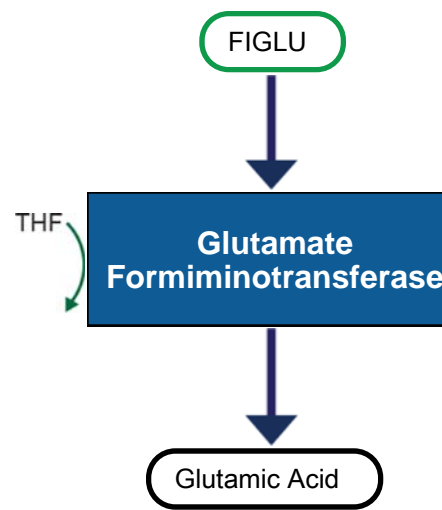 FIGLU
THF
Glutamate
Formiminotransferase
Glutamic Acid